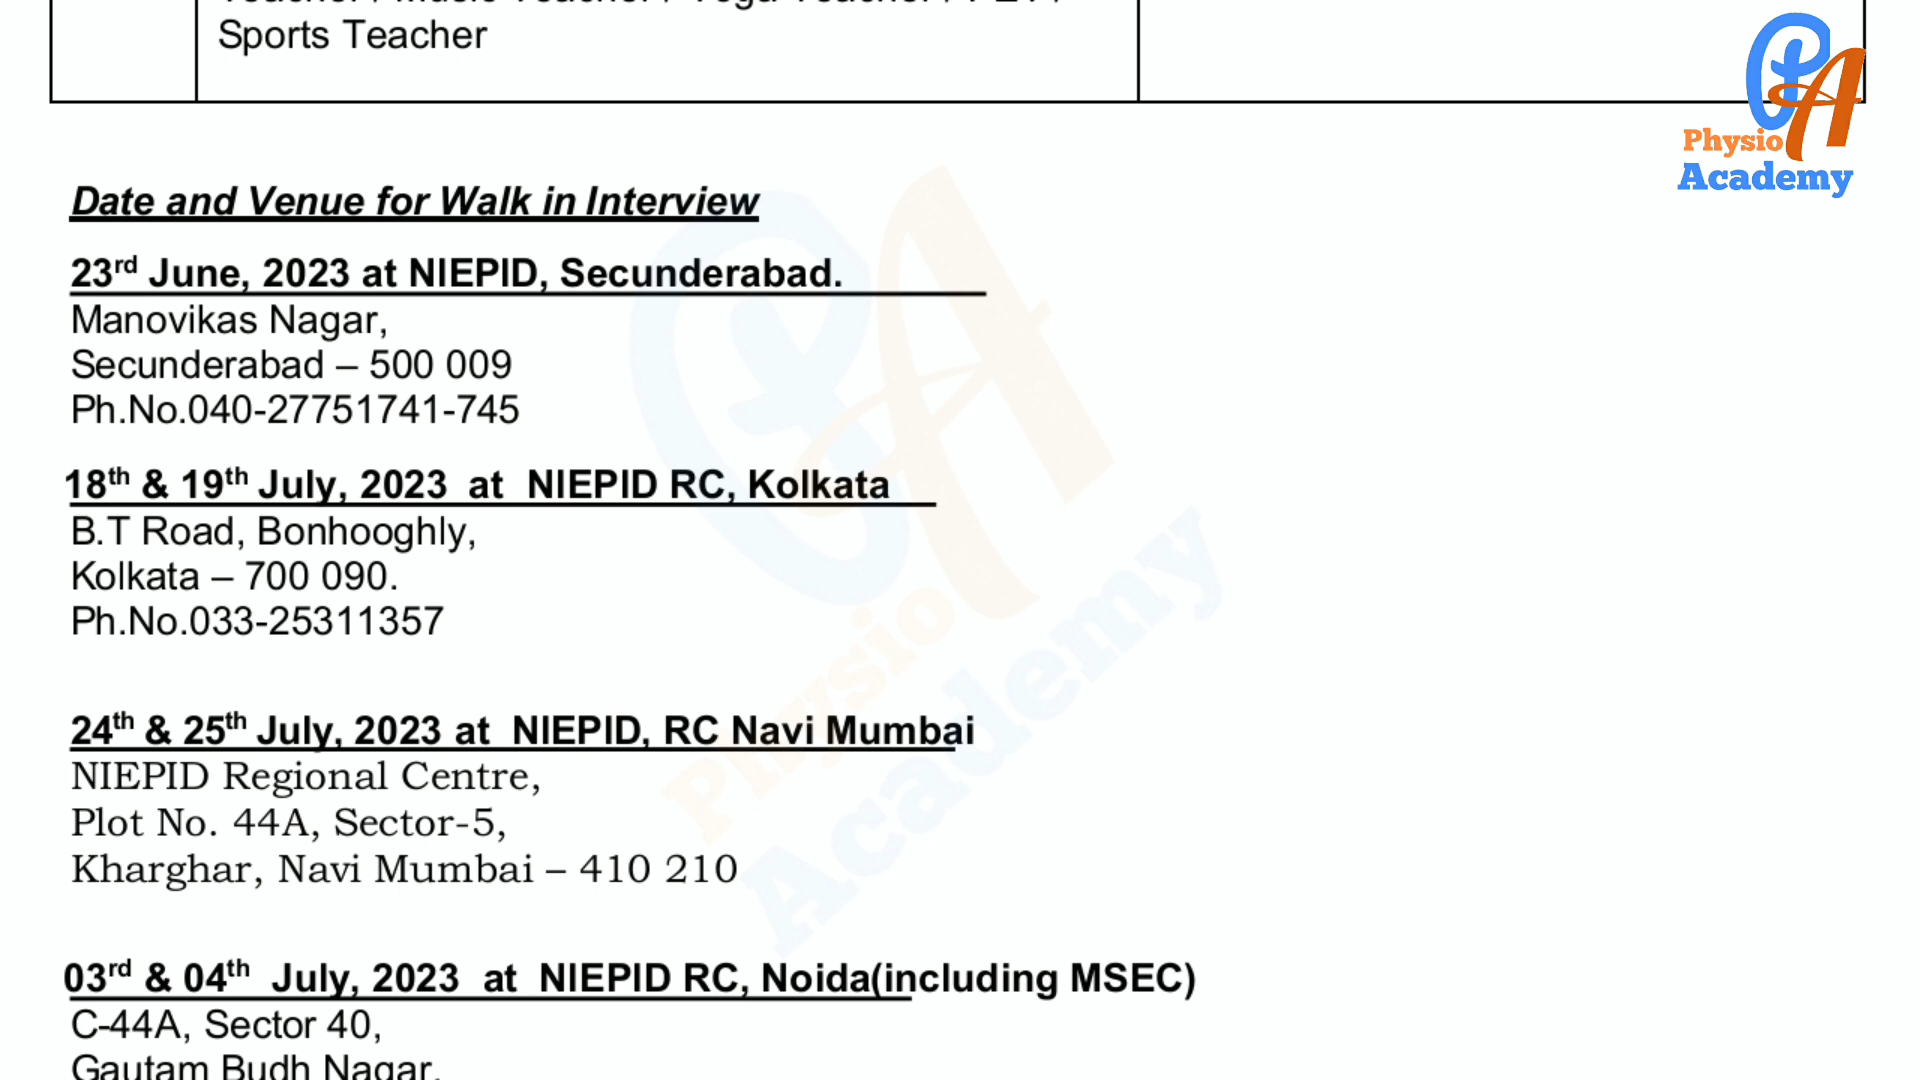 Sports Teacher
Physio
Academy
Date and Venue for Walk in Interview
23rd June, 2023 at NIEPID, Secunderabad.
Manovikas Nagar,
Secunderabad – 500 009
Ph.No.040-27751741-745
18th & 19th July, 2023 at NIEPID RC, Kolkata
B.T Road, Bonhooghly,
Kolkata – 700 090.
Ph.No.033-25311357
24th & 25th July, 2023 at NIEPID, RC Navi Mumbai
NIEPID Regional Centre,
Plot No. 44A, Sector-5,
Kharghar, Navi Mumbai – 410 210
03rd & 04th July, 2023 at NIEPID RC, Noida(including MSEC)
C-44A, Sector 40,
Gautam Budh Nagar,
Physio
Academy